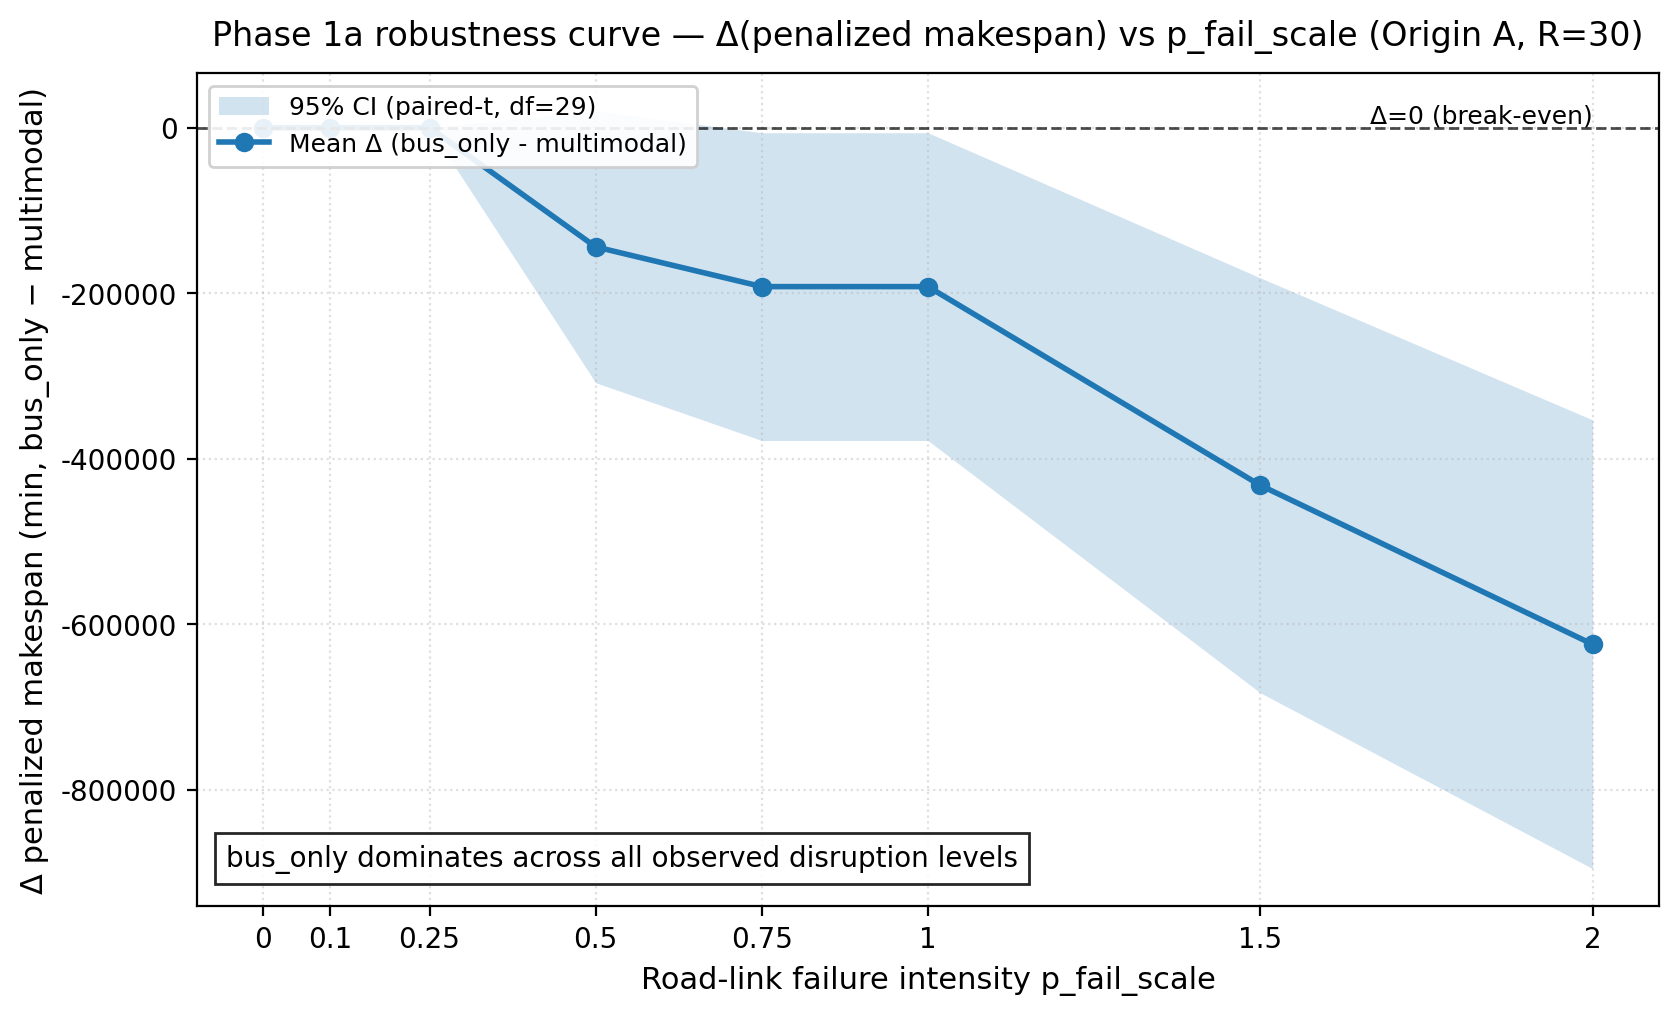 Phase 1a robustness curve — Δ(penalized makespan) vs p_fail_scale (Origin A, R=30)
95% CI (paired-t, df=29)
Mean Δ (bus_only - multimodal)
Δ=0 (break-even)
Δ penalized makespan (min, bus_only − multimodal)
0
-200000
-400000
-600000
-800000
bus_only dominates across all observed disruption levels
0 0.1 0.25 0.5 0.75 1 1.5 2
Road-link failure intensity p_fail_scale